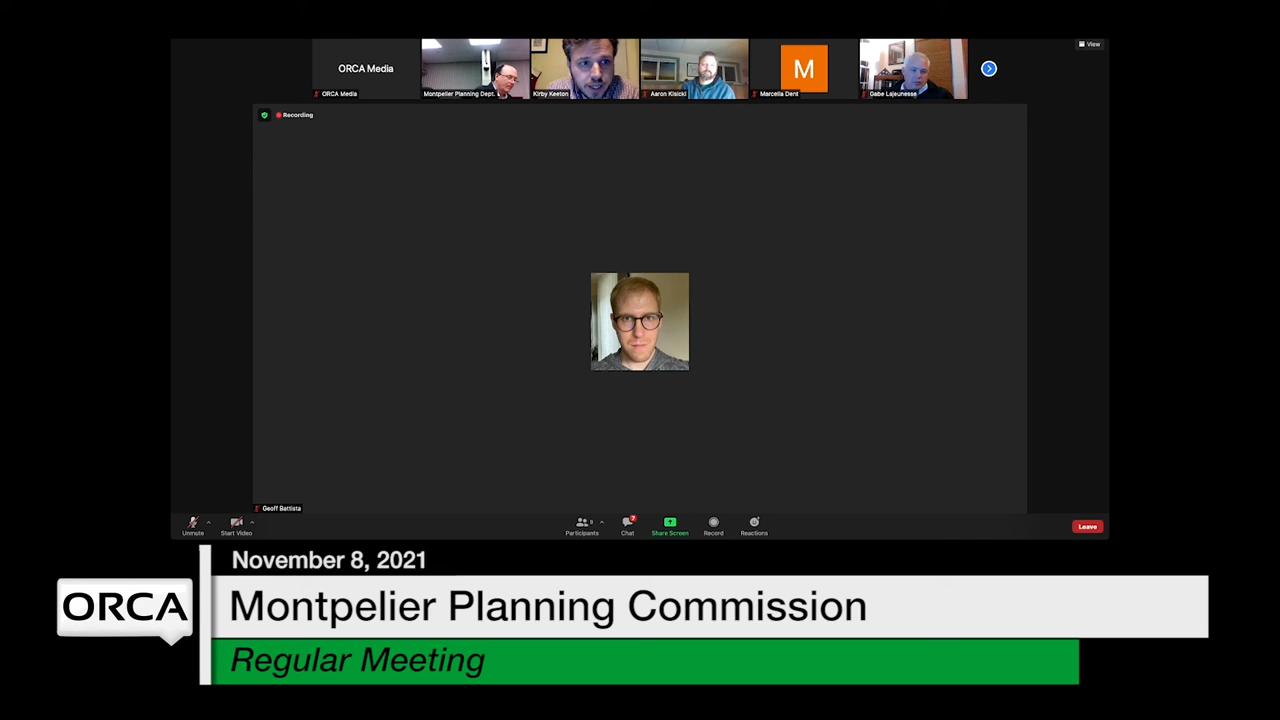 View
ORCA Media
ORCA Media
Montpelier Planning Dept.
Kirby Keeton
Aaron Kisicki
M
Marcella Dent
Gabe Lajeunesse
Recording
Geoff Battista
Unmute
Start Video
Participants
9
Chat
7
Share Screen
Record
Reactions
Leave
November 8, 2021
ORCA
Montpelier Planning Commission
Regular Meeting